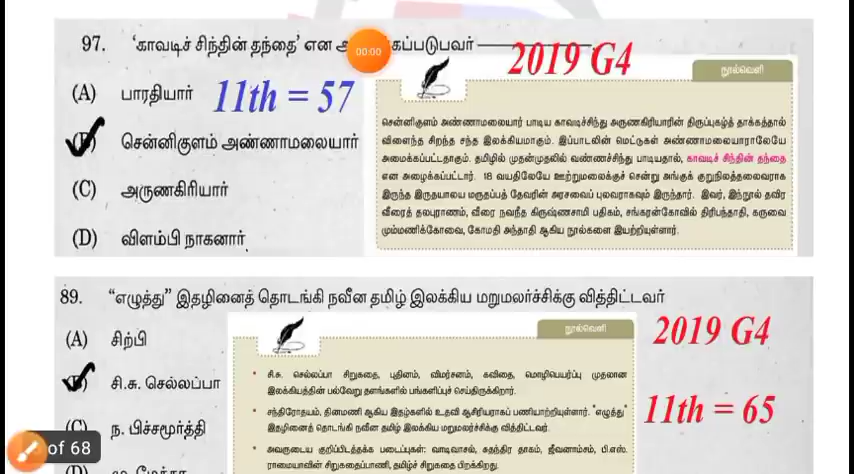 97. 'காவடிச் சிந்தின் தந்தை' என கப்படுபவர்
00:00
2019 G4
நூல்வெளி
(A) பாரதியார்
11th = 57
சென்னிகுளம் அண்ணாமலையார்
(C) அருணகிரியார்
(D) விளம்பி நாகனார்
சென்னிகுளம் அண்ணாமலையார் பாடிய காவடிச்சிந்து அருணகிரியாரின் திருப்புகழ்த் தாக்கத்தால்
விளைந்த சிறந்த சந்த இலக்கியமாகும். இப்பாடலின் மெட்டுகள் அண்ணாமலையாராலேயே
அமைக்கப்பட்டதாகும். தமிழில் முதன்முதலில் வண்ணச்சிந்து பாடியதால், காவடிச் சிந்தின் தந்தை
என அழைக்கப்பட்டார். 18 வயதிலேயே ஊற்றுமலைக்குச் சென்று அங்குக் குறுநிலத்தலைவராக
இருந்த இருதயாலய மருதப்பத் தேவரின் அரசவைப் புலவராகவும் இருந்தார். இவர், இந்நூல் தவிர
வீரைத் தலபுராணம், வீரை நவநீத கிருஷ்ணசாமி பதிகம், சங்கரன்கோவில் திரிபந்தாதி, கருவை
மும்மணிக்கோவை, கோமதி அந்தாதி ஆகிய நூல்களை இயற்றியுள்ளார்.
89. "எழுத்து" இதழினைத் தொடங்கி நவீன தமிழ் இலக்கிய மறுமலர்ச்சிக்கு வித்திட்டவர்
(A) சிற்பி
சி.சு. செல்லப்பா
(C) ந. பிச்சமூர்த்தி
நூல்வெளி
2019 G4
11th = 65
• சி.சு. செல்லப்பா சிறுகதை, புதினம், விமர்சனம், கவிதை, மொழிபெயர்ப்பு முதலான
இலக்கியத்தின் பல்வேறு தளங்களில் பங்களிப்புச் செய்திருக்கிறார்.
• சந்திரோதயம், தினமணி ஆகிய இதழ்களில் உதவி ஆசிரியராகப் பணியாற்றியுள்ளார். "எழுத்து"
இதழினைத் தொடங்கி நவீன தமிழ் இலக்கிய மறுமலர்ச்சிக்கு வித்திட்டவர்
• அவருடைய குறிப்பிடத்தக்க படைப்புகள்: வாடிவாசல், சுதந்திர தாகம், ஜீவனாம்சம், பி.எஸ்.
ராமையாவின் சிறுகதைப்பாணி, தமிழ்ச் சிறுகதை பிறக்கிறது.
of 68